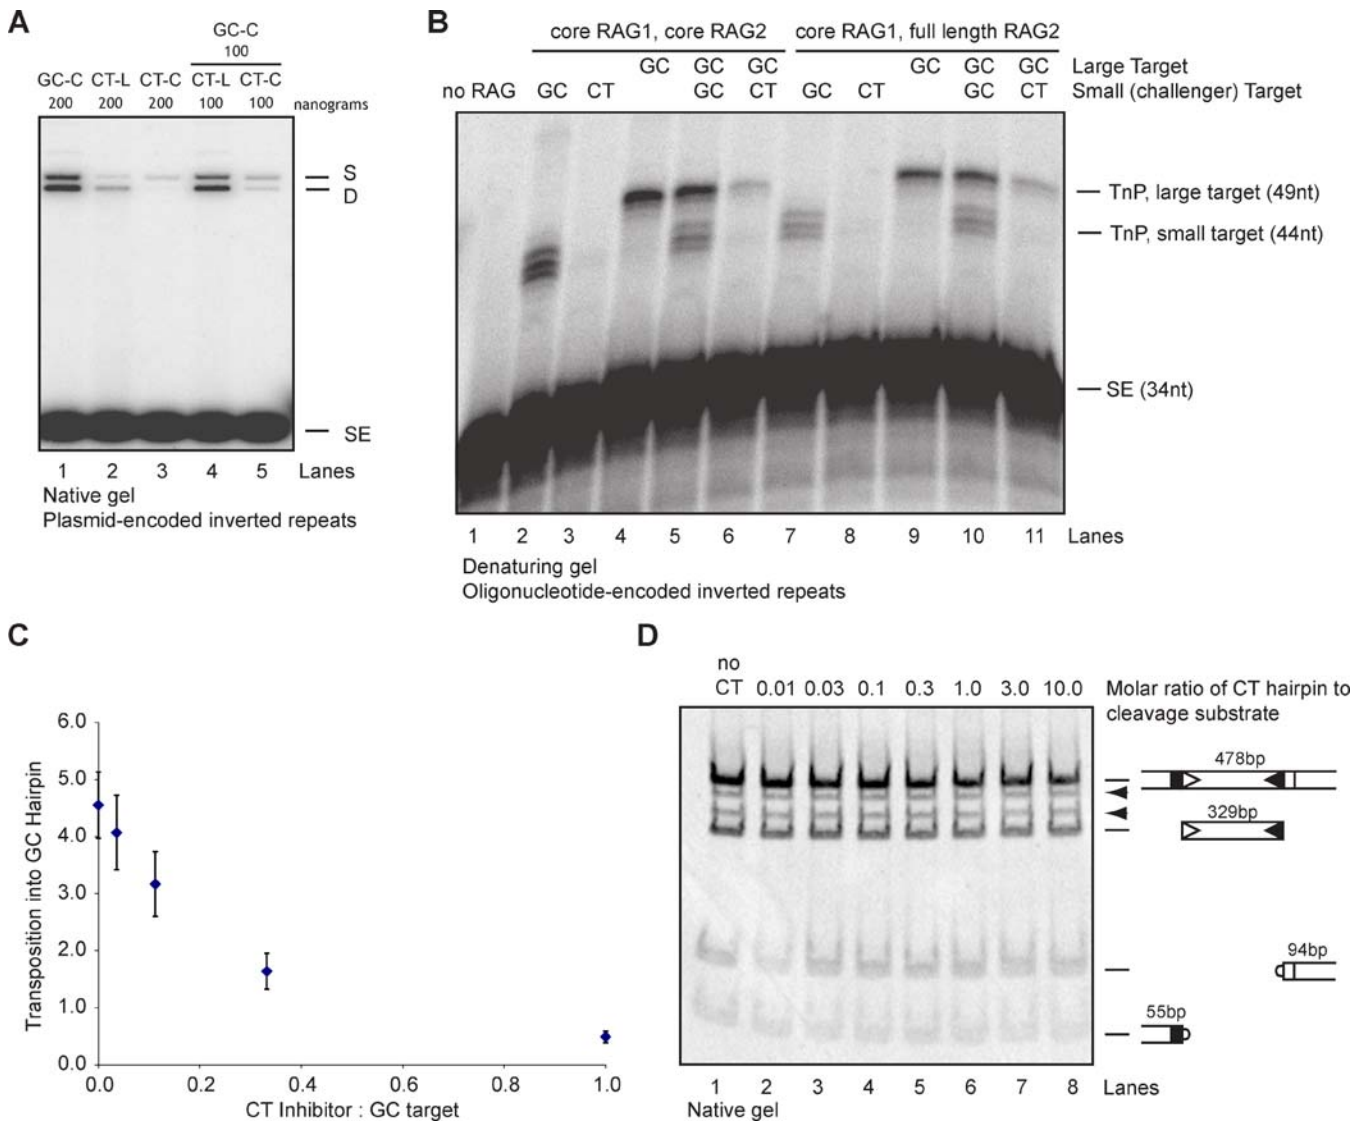 A
GC-C
100
GC-C CT-L CT-C CT-L CT-C
200 200 200 100 100 nanograms
S
D
SE
1 2 3 4 5 Lanes
Native gel
Plasmid-encoded inverted repeats
B
core RAG1, core RAG2 core RAG1, full length RAG2
GC GC GC GC GC GC Large Target
no RAG GC CT GC CT GC CT GC CT Small (challenger) Target
TnP, large target (49nt)
TnP, small target (44nt)
SE (34nt)
1 2 3 4 5 6 7 8 9 10 11 Lanes
Denaturing gel
Oligonucleotide-encoded inverted repeats
C
Transposition into GC Hairpin
6.0
5.0
4.0
3.0
2.0
1.0
0.0
0.0 0.2 0.4 0.6 0.8 1.0
CT Inhibitor : GC target
D
no
CT 0.01 0.03 0.1 0.3 1.0 3.0 10.0 Molar ratio of CT hairpin to
cleavage substrate
478bp
329bp
94bp
55bp
1 2 3 4 5 6 7 8 Lanes
Native gel